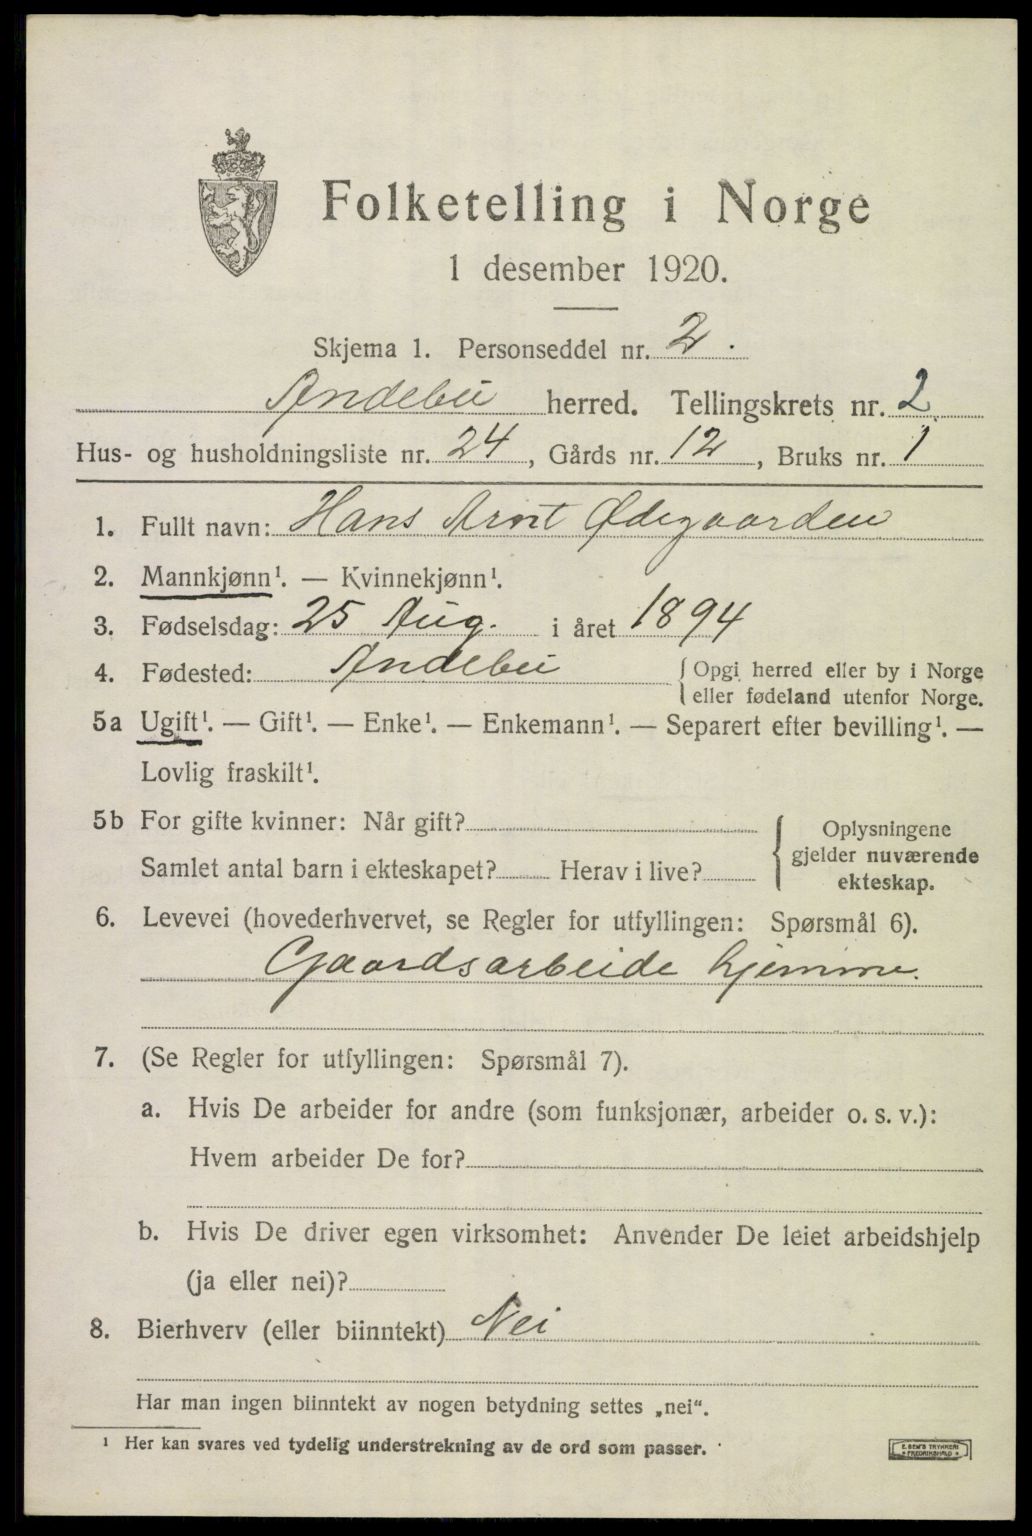 Folketelling i Norge
1 desember 1920.
Skjema 1. Personseddel nr. 2.
Andebu herred. Tellingskrets nr. 2
Hus- og husholdningsliste nr. 24, Gårds nr. 12, Bruks nr. 1
1. Fullt navn: Hans Arnt Ødegaarden
2. Mannkjønn¹. — Kvinnekjønn¹.
3. Fødselsdag: 25 Aug. i året 1894
4. Fødested: Andebu { Opgi herred eller by i Norge
eller fødeland utenfor Norge.
5a Ugift¹. — Gift¹. — Enke¹. — Enkemann¹. — Separert efter bevilling¹. —
Lovlig fraskilt¹.
5b For gifte kvinner: Når gift?
Samlet antal barn i ekteskapet? Herav i live?
{ Oplysningene
gjelder nuværende
ekteskap.
6. Levevei (hovederhvervet, se Regler for utfyllingen: Spørsmål 6).
Gaardsarbeide hjemme.
7. (Se Regler for utfyllingen: Spørsmål 7).
a. Hvis De arbeider for andre (som funksjonær, arbeider o. s. v.):
Hvem arbeider De for?
b. Hvis De driver egen virksomhet: Anvender De leiet arbeidshjelp
(ja eller nei)?
8. Bierhverv (eller biinntekt) Nei
Har man ingen biinntekt av nogen betydning settes „nei".
¹ Her kan svares ved tydelig understrekning av de ord som passer.
E. SEM'S TRYKKERI
FREDRIKSHALD